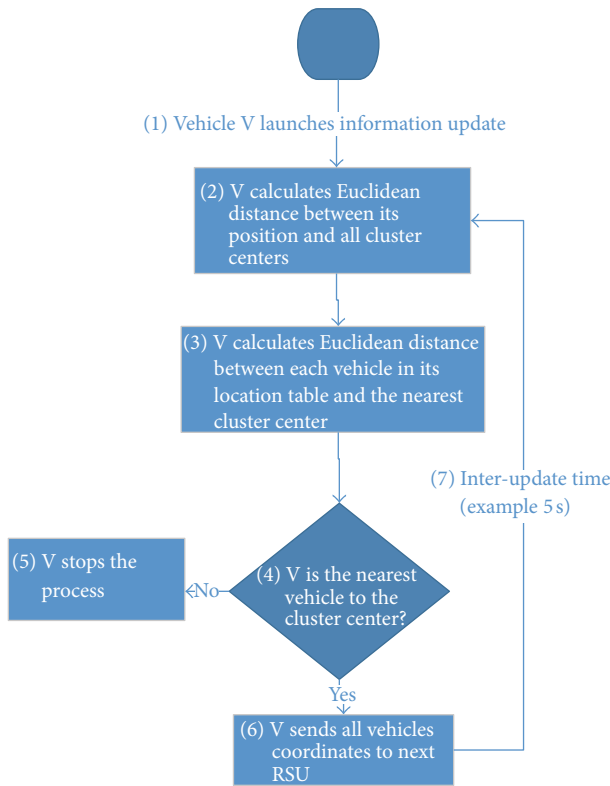 (1) Vehicle V launches information update
(2) V calculates Euclidean
distance between its
position and all cluster
centers
(3) V calculates Euclidean distance
between each vehicle in its
location table and the nearest
cluster center
(7) Inter-update time
(example 5 s)
(4) V is the nearest
vehicle to the
cluster center?
No
(5) V stops the
process
Yes
(6) V sends all vehicles
coordinates to next
RSU